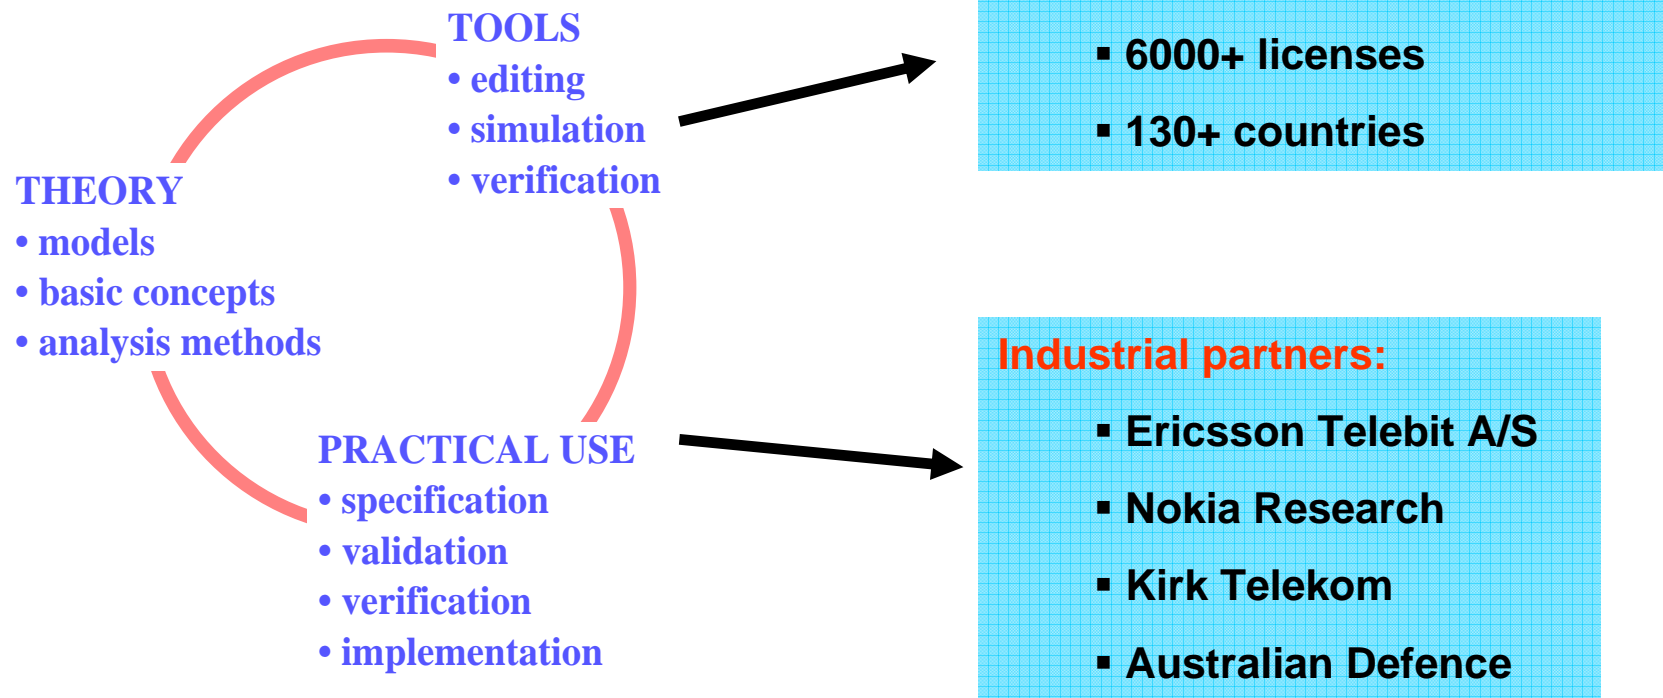 TOOLS
• editing
• simulation
• verification
THEORY
• models
• basic concepts
• analysis methods
PRACTICAL USE
• specification
• validation
• verification
• implementation
▪ 6000+ licenses
▪ 130+ countries
Industrial partners:
▪ Ericsson Telebit A/S
▪ Nokia Research
▪ Kirk Telekom
▪ Australian Defence